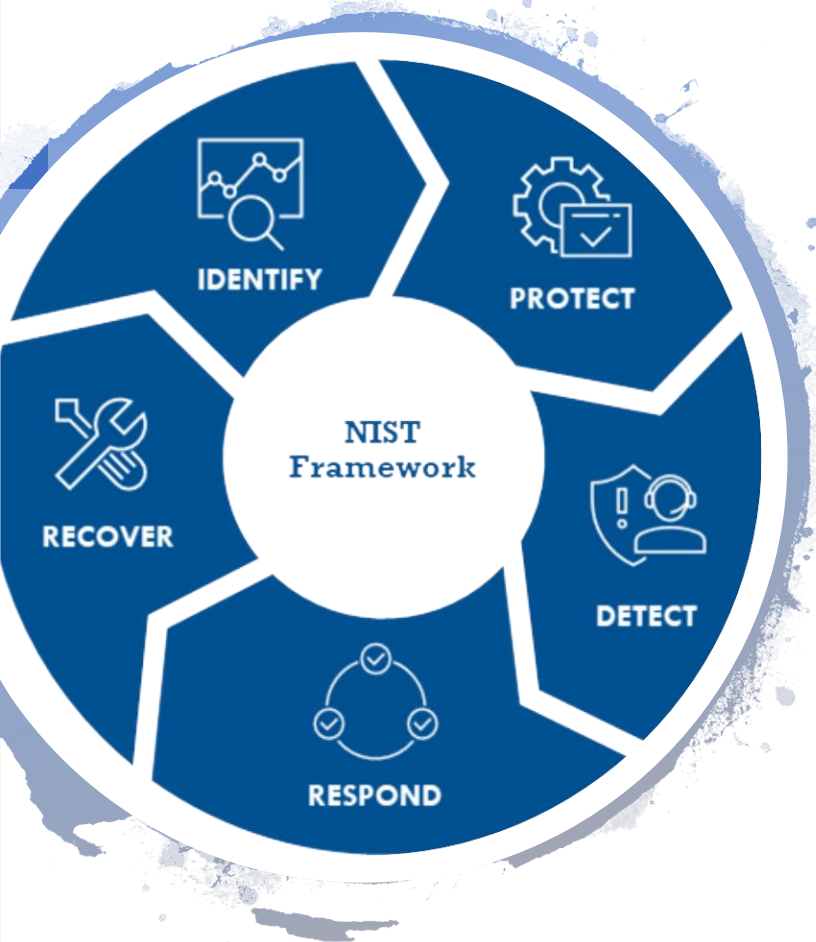 IDENTIFY
PROTECT
DETECT
RESPOND
RECOVER
NIST
Framework